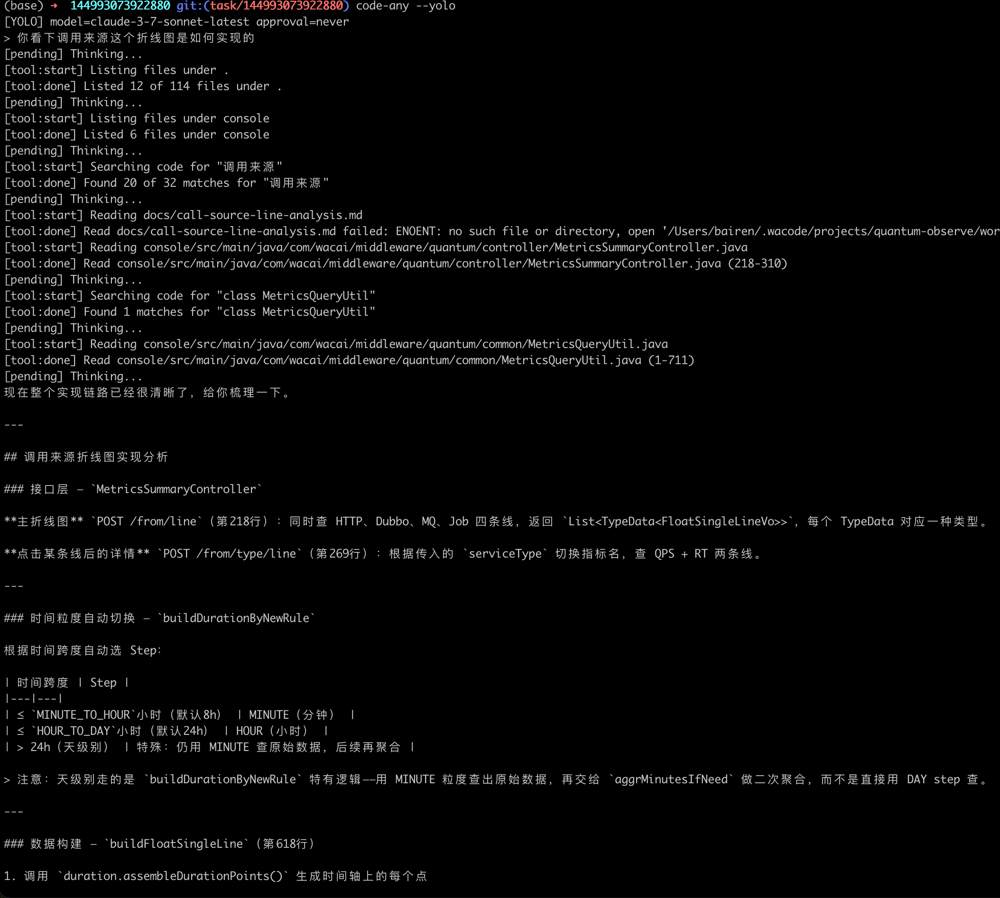 (base) ➜  144993073922880 git:(task/144993073922880) code-any --yolo
[YOLO] model=claude-3-7-sonnet-latest approval=never
> 你看下调用来源这个折线图是如何实现的
[pending] Thinking...
[tool:start] Listing files under .
[tool:done] Listed 12 of 114 files under .
[pending] Thinking...
[tool:start] Listing files under console
[tool:done] Listed 6 files under console
[pending] Thinking...
[tool:start] Searching code for "调用来源"
[tool:done] Found 20 of 32 matches for "调用来源"
[pending] Thinking...
[tool:start] Reading docs/call-source-line-analysis.md
[tool:done] Read docs/call-source-line-analysis.md failed: ENOENT: no such file or directory, open '/Users/bairen/.wacode/projects/quantum-observe/wor
[tool:start] Reading console/src/main/java/com/wacai/middleware/quantum/controller/MetricsSummaryController.java
[tool:done] Read console/src/main/java/com/wacai/middleware/quantum/controller/MetricsSummaryController.java (218-310)
[pending] Thinking...
[tool:start] Searching code for "class MetricsQueryUtil"
[tool:done] Found 1 matches for "class MetricsQueryUtil"
[pending] Thinking...
[tool:start] Reading console/src/main/java/com/wacai/middleware/quantum/common/MetricsQueryUtil.java
[tool:done] Read console/src/main/java/com/wacai/middleware/quantum/common/MetricsQueryUtil.java (1-711)
[pending] Thinking...
现在整个实现链路已经很清晰了，给你梳理一下。
---
## 调用来源折线图实现分析
### 接口层 — `MetricsSummaryController`
**主折线图** `POST /from/line`（第218行）：同时查 HTTP、Dubbo、MQ、Job 四条线，返回 `List<TypeData<FloatSingleLineVo>>`，每个 TypeData 对应一种类型。
**点击某条线后的详情** `POST /from/type/line`（第269行）：根据传入的 `serviceType` 切换指标名，查 QPS + RT 两条线。
---
### 时间粒度自动切换 — `buildDurationByNewRule`
根据时间跨度自动选 Step：
| 时间跨度 | Step |
|---|---|
| ≤ `MINUTE_TO_HOUR`小时（默认8h） | MINUTE（分钟） |
| ≤ `HOUR_TO_DAY`小时（默认24h） | HOUR（小时） |
| > 24h（天级别） | 特殊：仍用 MINUTE 查原始数据，后续再聚合 |
> 注意：天级别走的是 `buildDurationByNewRule` 特有逻辑——用 MINUTE 粒度查出原始数据，再交给 `aggrMinutesIfNeed` 做二次聚合，而不是直接用 DAY step 查。
---
### 数据构建 — `buildFloatSingleLine`（第618行）
1. 调用 `duration.assembleDurationPoints()` 生成时间轴上的每个点